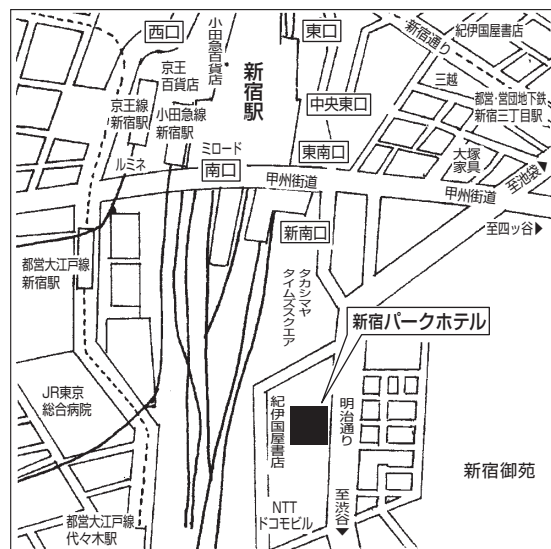 西口
小田急百貨店
東口
紀伊国屋書店
新宿通り
京王
百貨店
新宿駅
三越
京王線
新宿駅
小田急線
新宿駅
中央東口
都営・営団地下鉄
新宿三丁目駅
ルミネ
ミロード
東南口
大塚
家具
南口
甲州街道
甲州街道
至池袋
新南口
至四ッ谷
都営大江戸線
新宿駅
タカシマヤ
タイムズスクエア
新宿パークホテル
JR東京
総合病院
紀伊国屋書店
明治通り
新宿御苑
NTT
ドコモビル
至渋谷
都営大江戸線
代々木駅